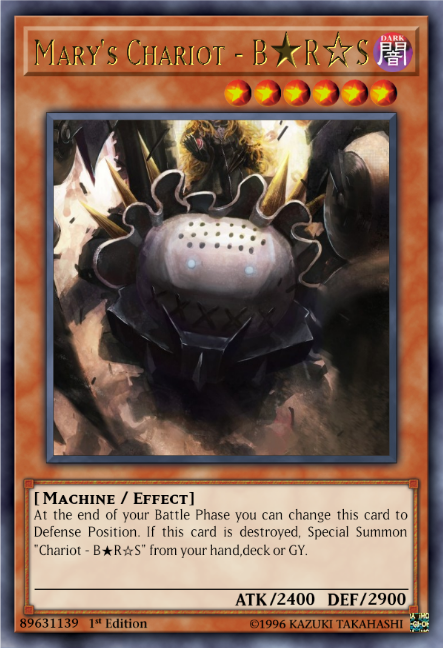 Mary's Chariot - B★R☆S
DARK
闇
[ Machine / Effect]
At the end of your Battle Phase you can change this card to
Defense Position. If this card is destroyed, Special Summon
"Chariot - B★R☆S" from your hand,deck or GY.
ATK/2400 DEF/2900
89631139 1st Edition ©1996 KAZUKI TAKAHASHI